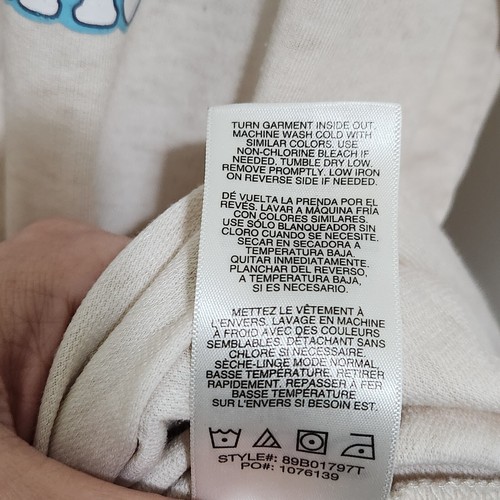 TURN GARMENT INSIDE OUT.
MACHINE WASH COLD WITH
SIMILAR COLORS. USE
NON-CHLORINE BLEACH IF
NEEDED. TUMBLE DRY LOW.
REMOVE PROMPTLY. LOW IRON
ON REVERSE SIDE IF NEEDED.
DÉ VUELTA LA PRENDA POR EL
REVÉS. LAVAR A MÁQUINA FRÍA
CON COLORES SIMILARES.
USE SÓLO BLANQUEADOR SIN
CLORO CUANDO SE NECESITE.
SECAR EN SECADORA A
TEMPERATURA BAJA,
QUITAR INMEDIATAMENTE.
PLANCHAR DEL REVERSO,
A TEMPERATURA BAJA,
SI ES NECESARIO.
METTEZ LE VÊTEMENT À
L'ENVERS. LAVAGE EN MACHINE
À FROID AVEC DES COULEURS
SEMBLABLES. DÉTACHANT SANS
CHLORE SI NÉCESSAIRE.
SÈCHE-LINGE MODE NORMAL,
BASSE TEMPÉRATURE. RETIRER
RAPIDEMENT. REPASSER À FER
BASSE TEMPÉRATURE
SUR L'ENVERS SI BESOIN EST.
STYLE#: 89B01797T
PO#: 1076139